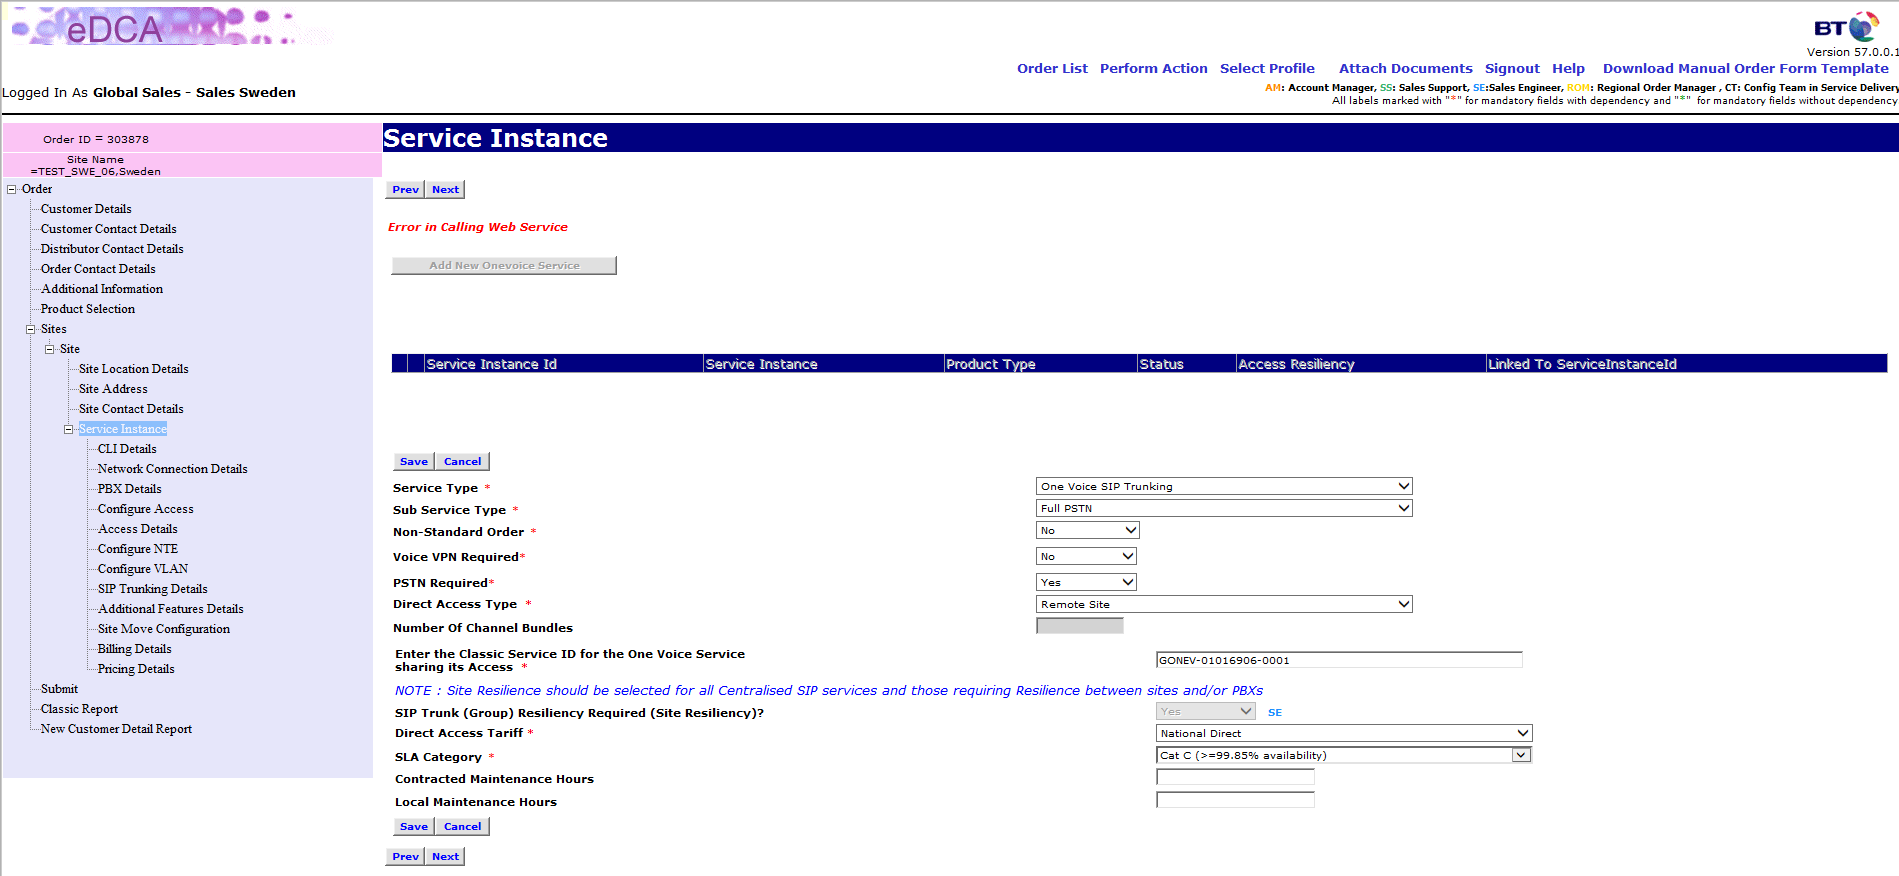 eDCA
BT
Version 57.0.0.1
Order List Perform Action Select Profile Attach Documents Signout Help Download Manual Order Form Template
Logged In As Global Sales - Sales Sweden
AM: Account Manager, SS: Sales Support, SE:Sales Engineer, ROM: Regional Order Manager , CT: Config Team in Service Delivery
All labels marked with "*" for mandatory fields with dependency and "*" for mandatory fields without dependency
Order ID = 303878
Site Name
=TEST_SWE_06,Sweden
Order
Customer Details
Customer Contact Details
Distributor Contact Details
Order Contact Details
Additional Information
Product Selection
Sites
Site
Site Location Details
Site Address
Site Contact Details
Service Instance
CLI Details
Network Connection Details
PBX Details
Configure Access
Access Details
Configure NTE
Configure VLAN
SIP Trunking Details
Additional Features Details
Site Move Configuration
Billing Details
Pricing Details
Submit
Classic Report
New Customer Detail Report
Service Instance
Prev Next
Error in Calling Web Service
Add New Onevoice Service
Service Instance Id Service Instance Product Type Status Access Resiliency Linked To ServiceInstanceId
Save Cancel
Service Type * One Voice SIP Trunking
Sub Service Type * Full PSTN
Non-Standard Order * No
Voice VPN Required* No
PSTN Required* Yes
Direct Access Type * Remote Site
Number Of Channel Bundles
Enter the Classic Service ID for the One Voice Service
sharing its Access * GONEV-01016906-0001
NOTE : Site Resilience should be selected for all Centralised SIP services and those requiring Resilience between sites and/or PBXs
SIP Trunk (Group) Resiliency Required (Site Resiliency)? Yes SE
Direct Access Tariff * National Direct
SLA Category * Cat C (>=99.85% availability)
Contracted Maintenance Hours
Local Maintenance Hours
Save Cancel
Prev Next